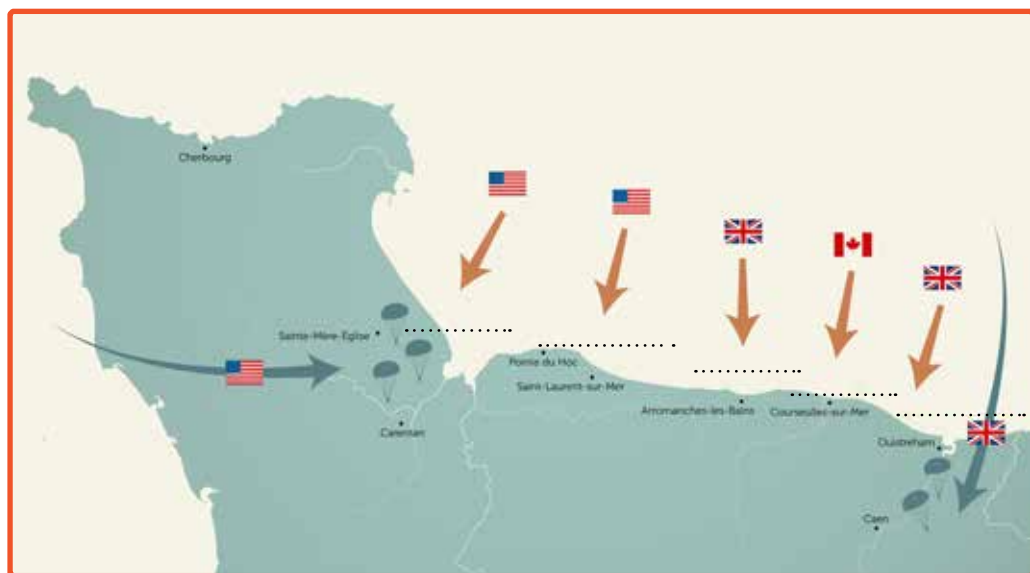 Cherbourg
Sainte-Mère-Église
Pointe du Hoc
Saint-Laurent-sur-Mer
Arromanches-les-Bains
Courseulles-sur-Mer
Carentan
Ouistreham
Caen